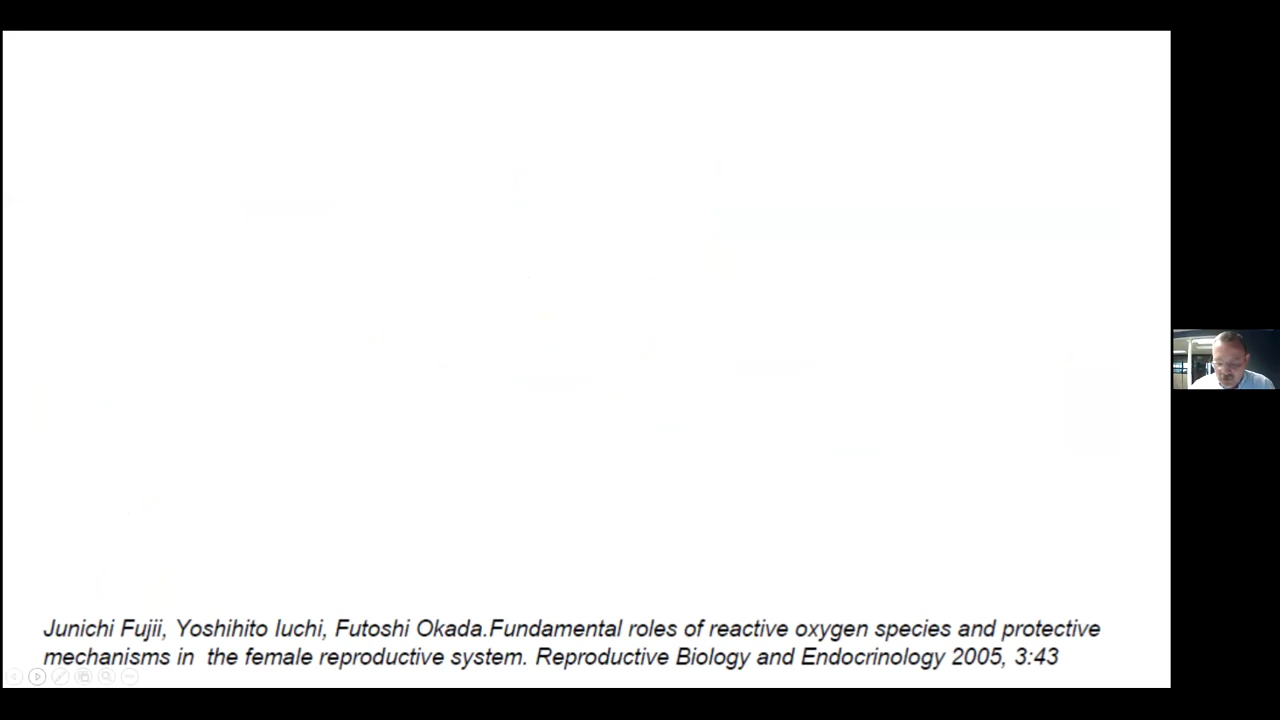 Junichi Fujii, Yoshihito Iuchi, Futoshi Okada.Fundamental roles of reactive oxygen species and protective
mechanisms in  the female reproductive system. Reproductive Biology and Endocrinology 2005, 3:43